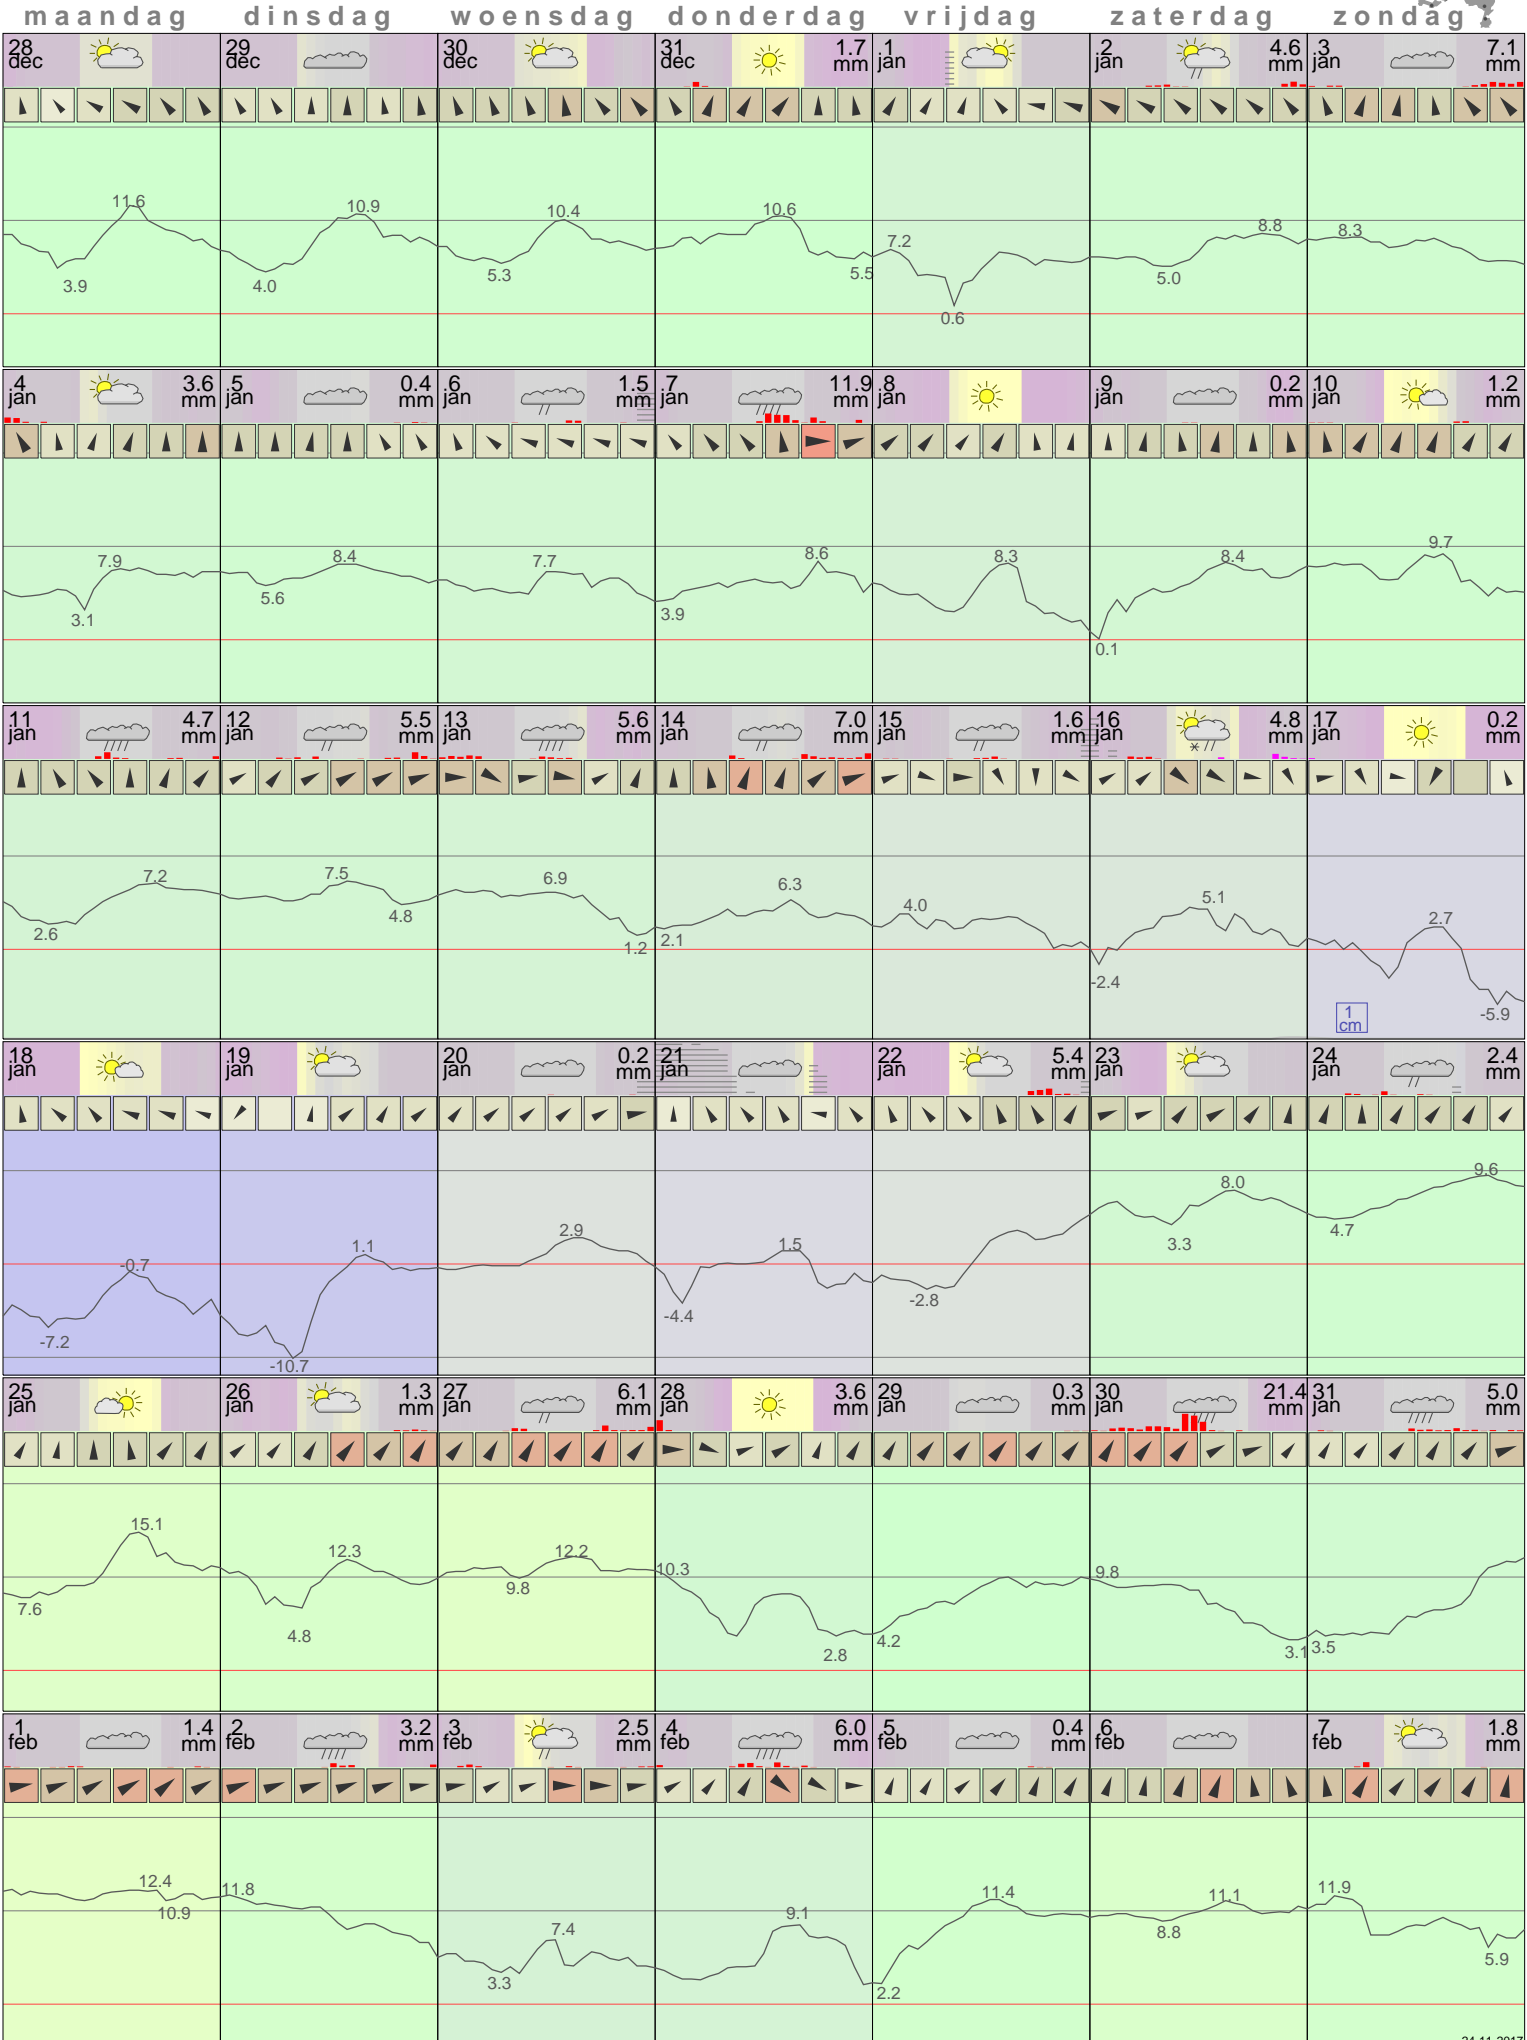 maandag dinsdag woensdag donderdag vrijdag zaterdag zondag
28 29 30 31 1.7 1 2 4.6 3 7.1
dec dec dec dec mm jan jan mm jan mm
11.6 10.9 10.4 10.6 7.2 8.8 8.3
3.9 4.0 5.3 5.5 0.6 5.0
4 3.6 5 0.4 6 1.5 7 11.9 8 9 0.2 10 1.2
jan mm jan mm jan mm jan mm jan jan mm jan mm
7.9 8.4 7.7 8.6 8.3 8.4 9.7
3.1 5.6 3.9 0.1
11 4.7 12 5.5 13 5.6 14 7.0 15 1.6 16 4.8 17 0.2
jan mm jan mm jan mm jan mm jan mm jan mm jan mm
7.2 7.5 6.9 6.3 4.0 5.1 2.7
2.6 4.8 1.2 2.1 -2.4 -5.9
1
cm
18 19 20 0.2 21 22 5.4 23 24 2.4
jan jan jan mm jan jan mm jan jan mm
-0.7 1.1 2.9 1.5 8.0 9.6
-7.2 -10.7 -4.4 -2.8 3.3 4.7
25 26 1.3 27 6.1 28 3.6 29 0.3 30 21.4 31 5.0
jan jan mm jan mm jan mm jan mm jan mm jan mm
15.1 12.3 12.2 10.3 9.8
7.6 4.8 9.8 2.8 4.2 3.1 3.5
1 1.4 2 3.2 3 2.5 4 6.0 5 0.4 6 7 1.8
feb mm feb mm feb mm feb mm feb mm feb feb mm
12.4 11.8 7.4 9.1 11.4 11.1 11.9
10.9 3.3 2.2 8.8 5.9